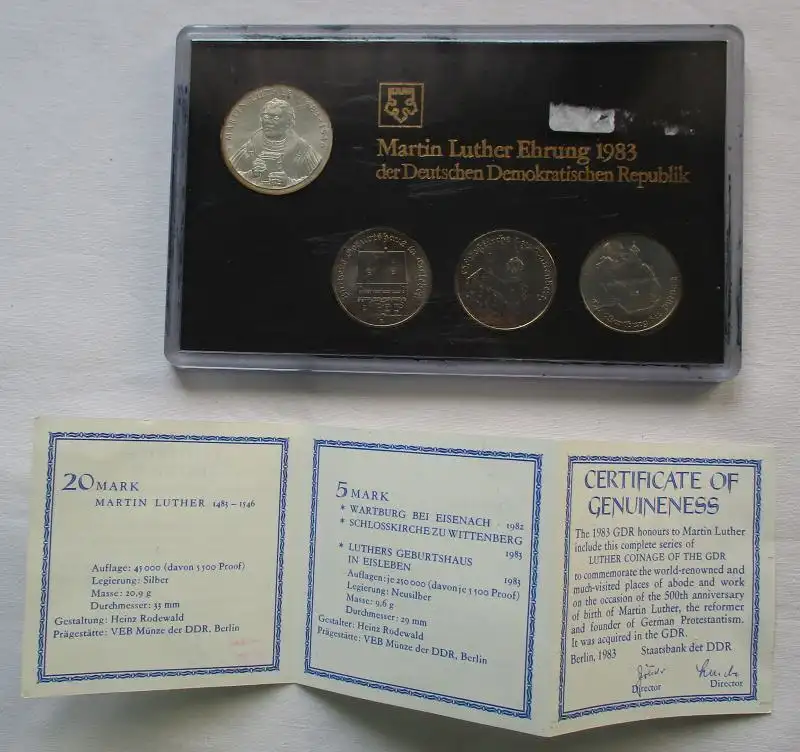 MARTIN LUTHER 1483-1546
Martin Luther Ehrung 1983
der Deutschen Demokratischen Republik
20 MARK
MARTIN LUTHER 1483–1546
Auflage: 45 000 (davon 5 500 Proof)
Legierung: Silber
Masse: 20,9 g
Durchmesser: 33 mm
Gestaltung: Heinz Rodewald
Prägestätte: VEB Münze der DDR, Berlin
5 MARK
* WARTBURG BEI EISENACH 1982
* SCHLOSSKIRCHE ZU WITTENBERG
1983
* LUTHERS GEBURTSHAUS
IN EISLEBEN 1983
Auflagen: je 250 000 (davon je 5 500 Proof)
Legierung: Neusilber
Masse: 9,6 g
Durchmesser: 29 mm
Gestalter: Heinz Rodewald
Prägestätte: VEB Münze der DDR, Berlin
CERTIFICATE OF
GENUINENESS
The 1983 GDR honours to Martin Luther
include this complete series of
LUTHER COINAGE OF THE GDR
to commemorate the world-renowned and
much-visited places of abode and work
on the occasion of the 500th anniversary
of birth of Martin Luther, the reformer
and founder of German Protestantism.
It was acquired in the GDR.
Berlin, 1983 Staatsbank der DDR
Director Director